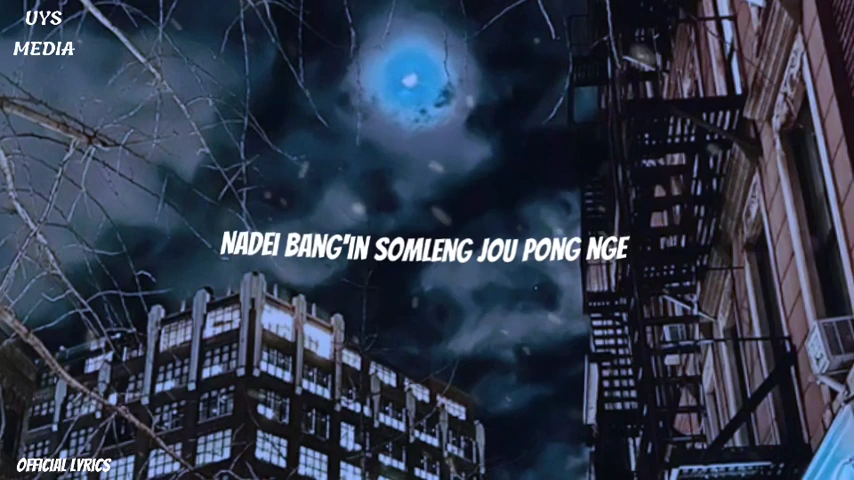 UYS
MEDIA
NADEI BANG'IN SOMLENG JOU PONG NGE
OFFICIAL LYRICS